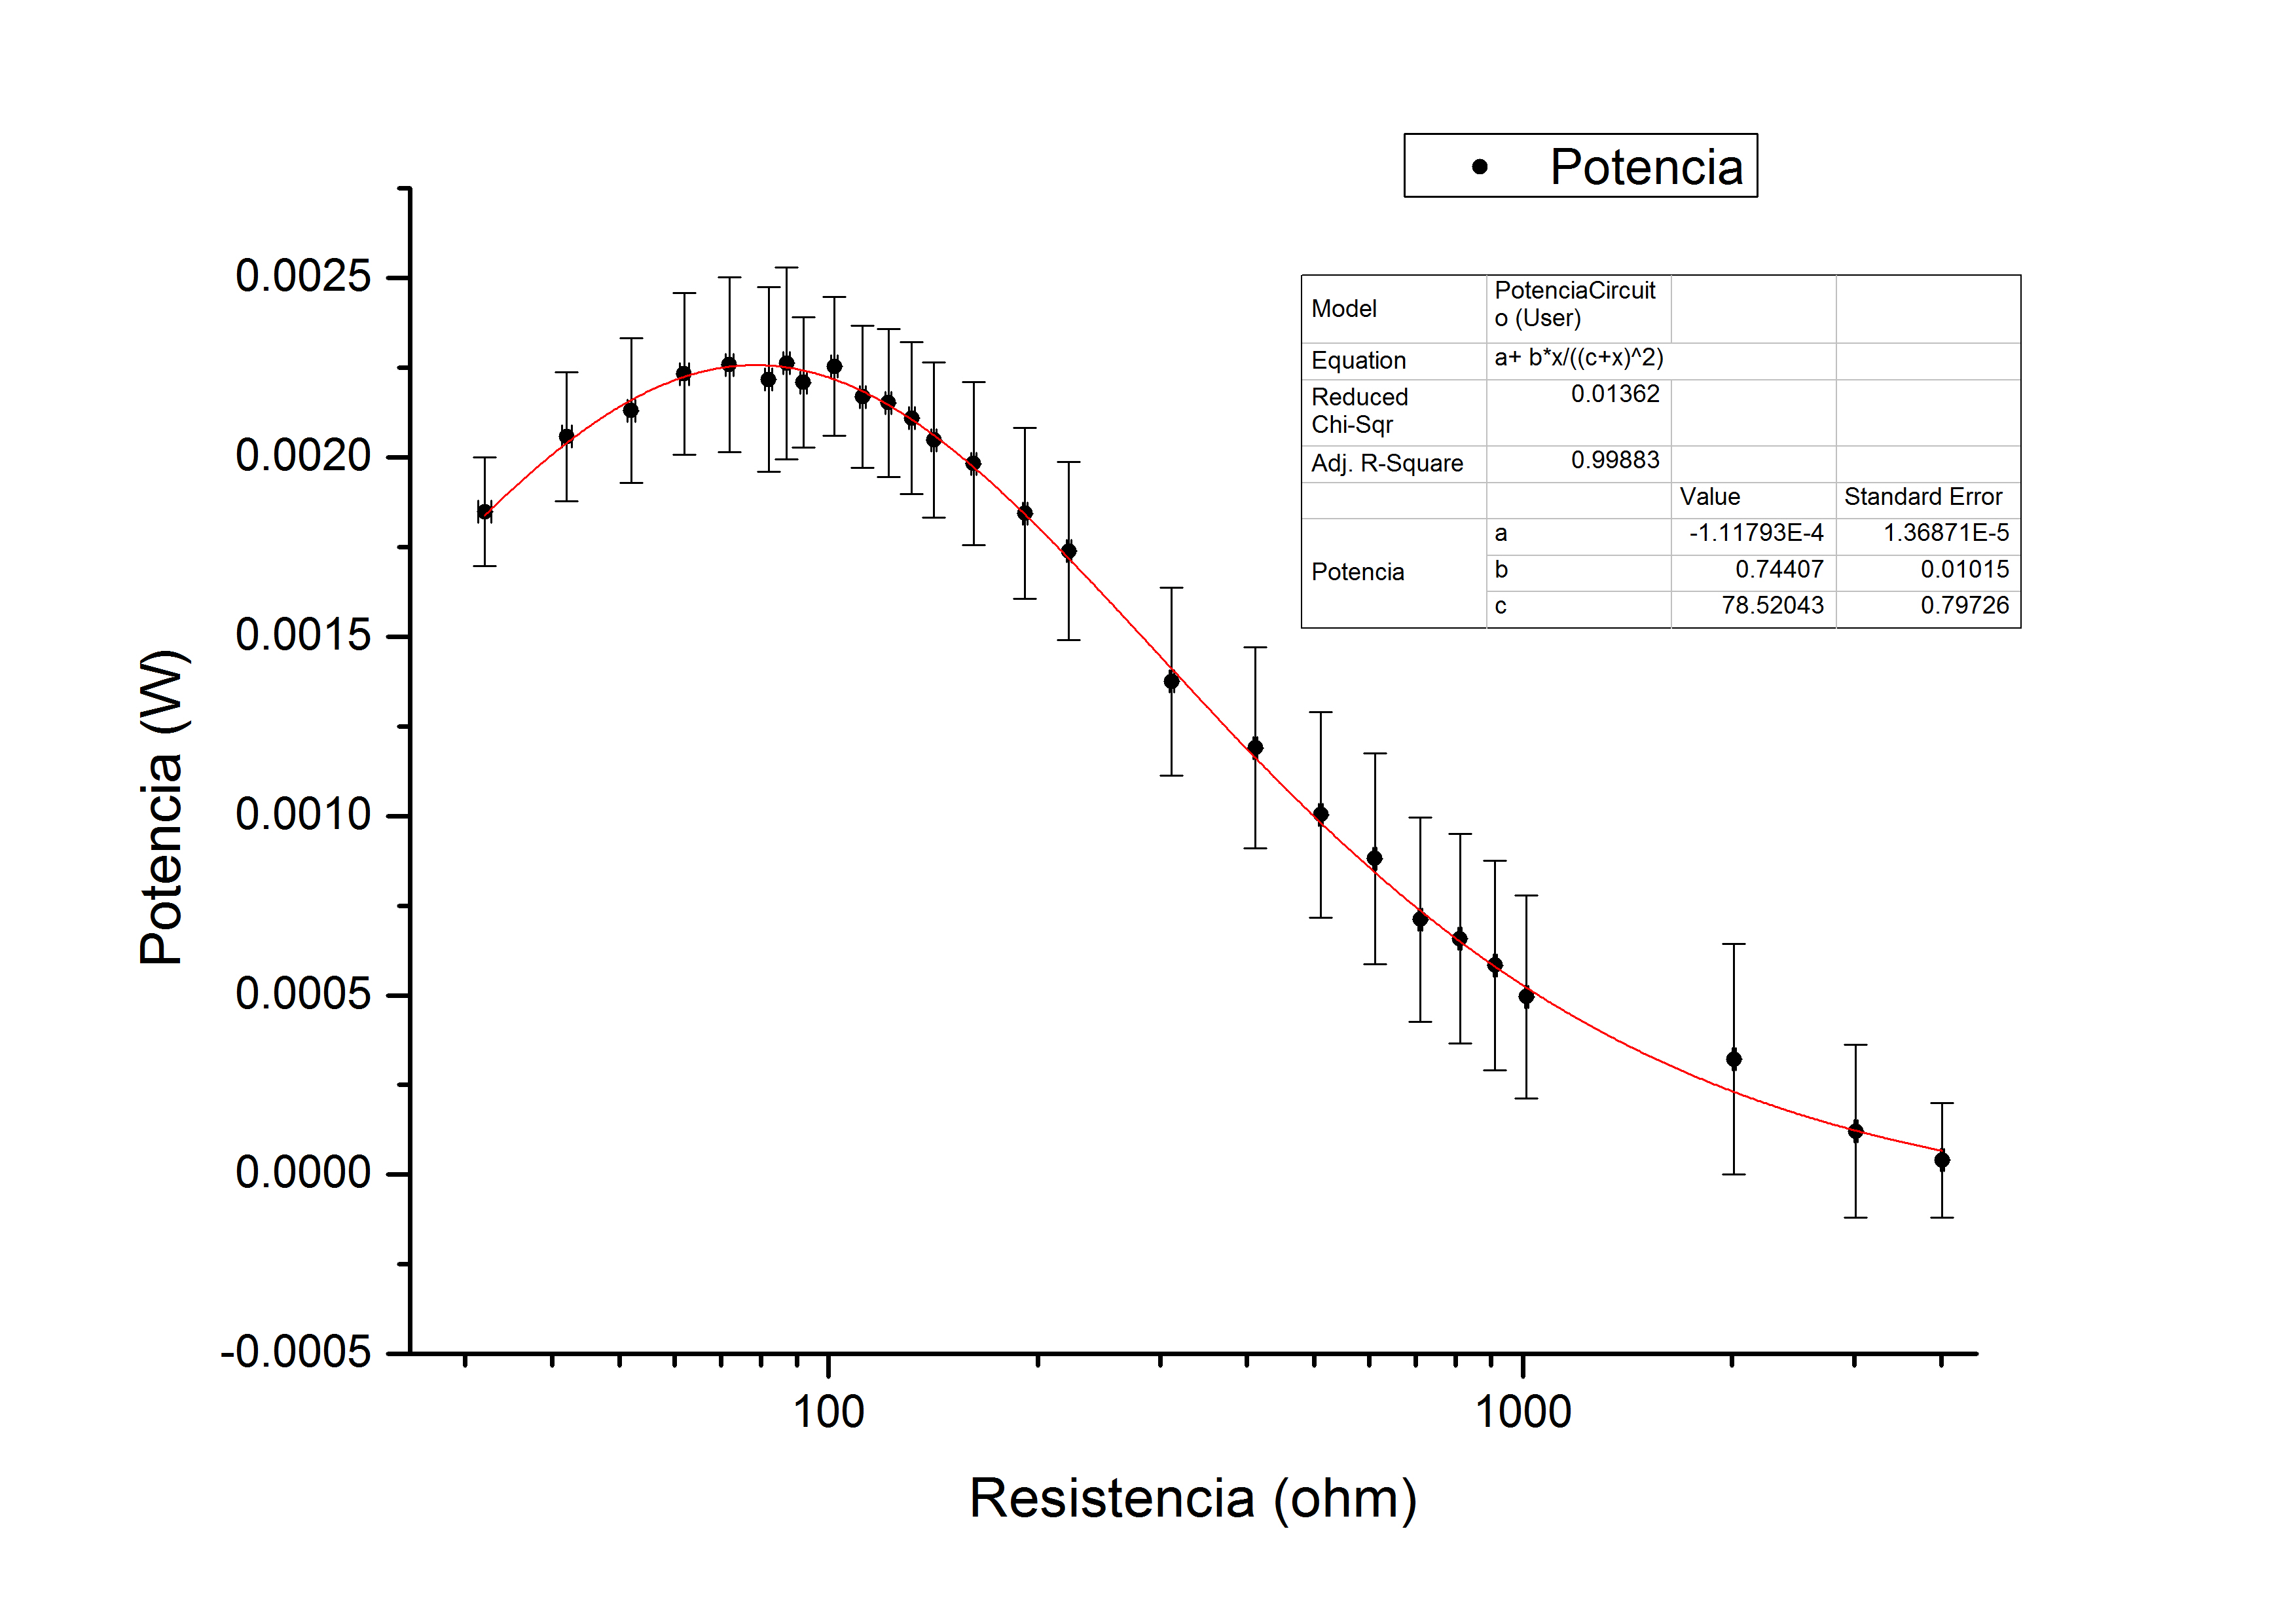 Potencia
Model PotenciaCircuit
o (User)
Equation a+ b*x/((c+x)^2)
Reduced
Chi-Sqr 0.01362
Adj. R-Square 0.99883
Value Standard Error
Potencia a -1.11793E-4 1.36871E-5
b 0.74407 0.01015
c 78.52043 0.79726
0.0025
0.0020
0.0015
0.0010
0.0005
0.0000
-0.0005
Potencia (W)
100 1000
Resistencia (ohm)